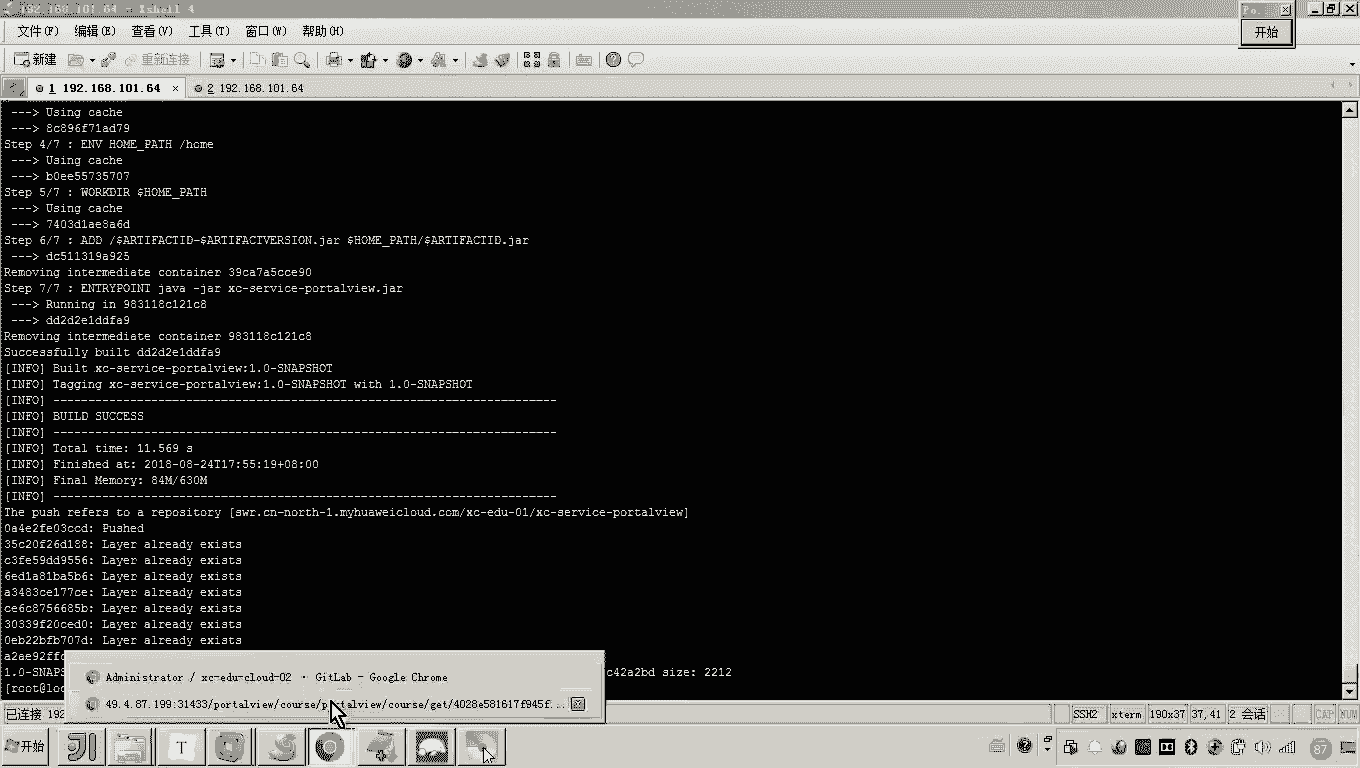 192.168.101.64 - Xshell 4
Po..
文件(F) 编辑(E) 查看(V) 工具(T) 窗口(W) 帮助(H)
开始
新建 重新连接
1 192.168.101.64 × 2 192.168.101.64
---> Using cache
---> 8c896f71ad79
Step 4/7 : ENV HOME_PATH /home
---> Using cache
---> b0ee55735707
Step 5/7 : WORKDIR $HOME_PATH
---> Using cache
---> 7403d1ae8a6d
Step 6/7 : ADD /$ARTIFACTID-$ARTIFACTVERSION.jar $HOME_PATH/$ARTIFACTID.jar
---> dc511319a925
Removing intermediate container 39ca7a5cce90
Step 7/7 : ENTRYPOINT java -jar xc-service-portalview.jar
---> Running in 983118c121c8
---> dd2d2e1ddfa9
Removing intermediate container 983118c121c8
Successfully built dd2d2e1ddfa9
[INFO] Built xc-service-portalview:1.0-SNAPSHOT
[INFO] Tagging xc-service-portalview:1.0-SNAPSHOT with 1.0-SNAPSHOT
[INFO] ------------------------------------------------------------------------
[INFO] BUILD SUCCESS
[INFO] ------------------------------------------------------------------------
[INFO] Total time: 11.569 s
[INFO] Finished at: 2018-08-24T17:55:19+08:00
[INFO] Final Memory: 84M/630M
[INFO] ------------------------------------------------------------------------
The push refers to a repository [swr.cn-north-1.myhuaweicloud.com/xc-edu-01/xc-service-portalview]
0a4e2fe03ccd: Pushed
35c20f26d188: Layer already exists
c3fe59dd9556: Layer already exists
6ed1a81ba5b6: Layer already exists
a3483ce177ce: Layer already exists
ce6c8756685b: Layer already exists
30339f20ced0: Layer already exists
0eb22bfb707d: Layer already exists
a2ae92ffc
1.0-SNAPS c42a2bd size: 2212
[root@loc
Administrator / xc-edu-cloud-02 · GitLab - Google Chrome
49.4.87.199:31433/portalview/course/portalview/course/get/4028e581617f945f...
已连接 192 SSH2 xterm 190x37 37,41 2 会话 CAP NUM
开始 T 87